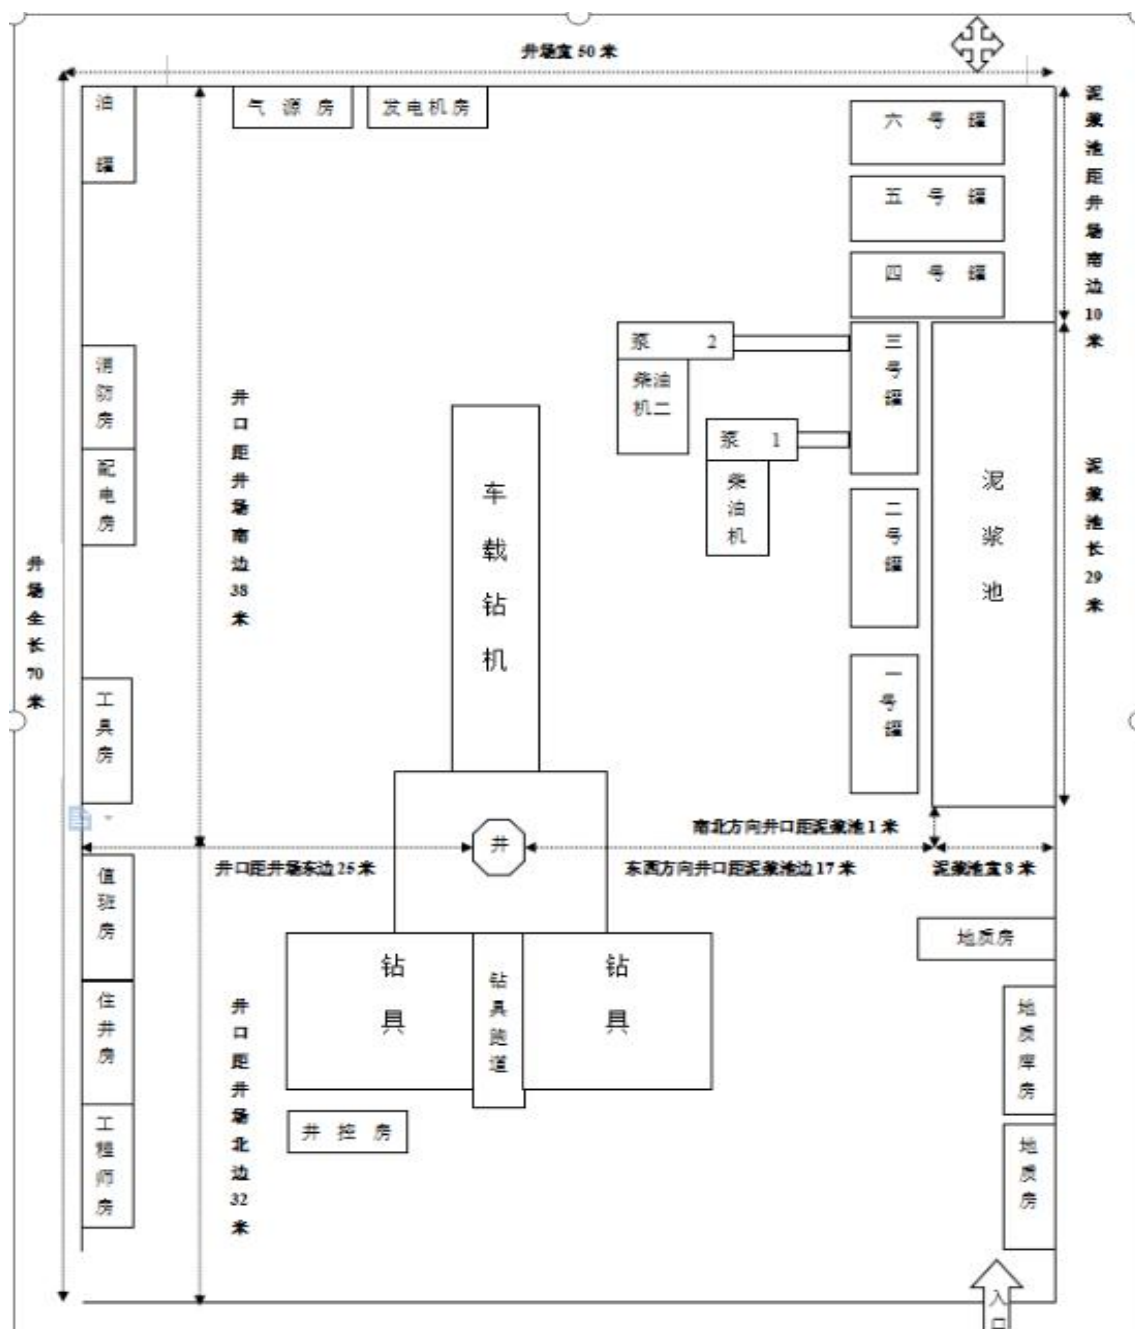 井场宽 50 米
油罐
气源房
发电机房
六号罐
五号罐
四号罐
泥浆池距井场南边10米
泵 2
柴油机二
泵 1
柴油机
三号罐
二号罐
一号罐
泥浆池
泥浆池长29米
消防房
配电房
井口距井场南边38米
车载钻机
井场全长70米
工具房
南北方向井口距泥浆池 1 米
井
井口距井场东边 25 米
东西方向井口距泥浆池边 17 米
泥浆池宽 8 米
值班房
住井房
工程师房
井口距井场北边32米
钻具
钻具跑道
钻具
井控房
地质房
地质库房
地质房
入口